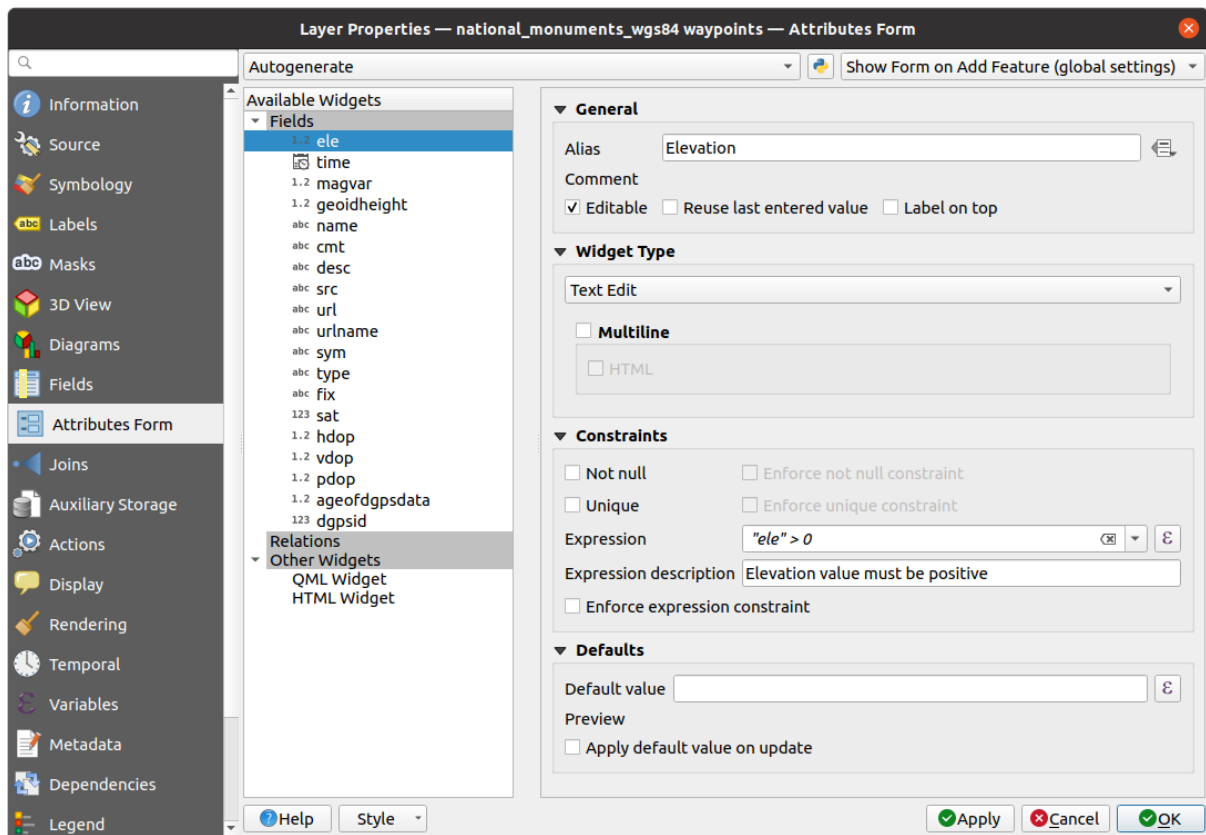 Layer Properties — national_monuments_wgs84 waypoints — Attributes Form
Autogenerate
Show Form on Add Feature (global settings)
Information
Source
Symbology
abc Labels
abc Masks
3D View
Diagrams
Fields
Attributes Form
Joins
Auxiliary Storage
Actions
Display
Rendering
Temporal
Variables
Metadata
Dependencies
Legend
Available Widgets
Fields
1.2 ele
time
1.2 magvar
1.2 geoidheight
abc name
abc cmt
abc desc
abc src
abc url
abc urlname
abc sym
abc type
abc fix
123 sat
1.2 hdop
1.2 vdop
1.2 pdop
1.2 ageofdgpsdata
123 dgpsid
Relations
Other Widgets
QML Widget
HTML Widget
General
Alias Elevation
Comment
Editable Reuse last entered value Label on top
Widget Type
Text Edit
Multiline
HTML
Constraints
Not null Enforce not null constraint
Unique Enforce unique constraint
Expression "ele" > 0 ε
Expression description Elevation value must be positive
Enforce expression constraint
Defaults
Default value ε
Preview
Apply default value on update
Help Style Apply Cancel OK